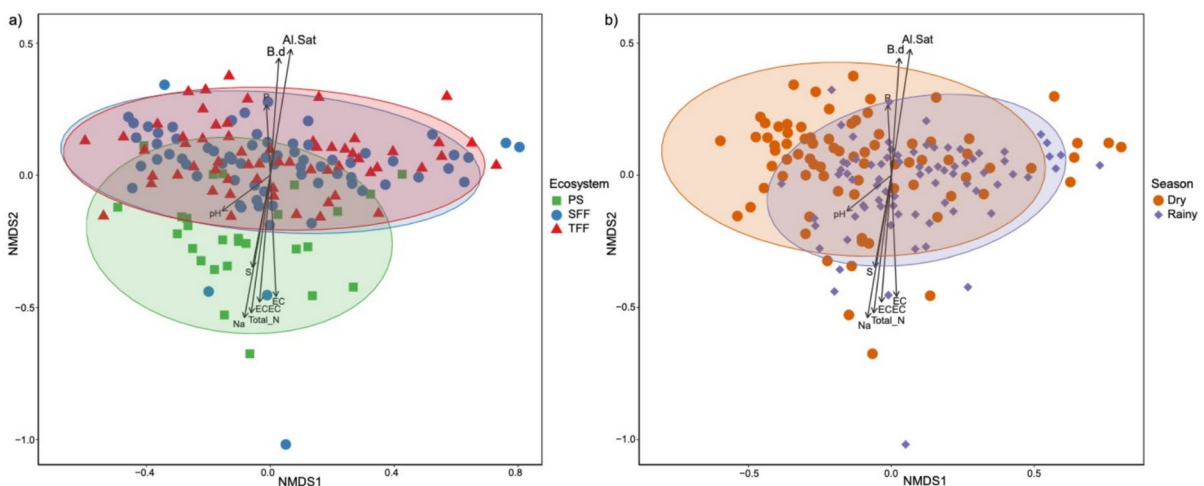 a)
0.5
0.0
−0.5
−1.0
NMDS2
−0.4
0.0
0.4
0.8
NMDS1
Al.Sat
B.d
P
pH
S
EC
ECEC
Total_N
Na
Ecosystem
PS
SFF
TFF
b)
0.5
0.0
−0.5
−1.0
NMDS2
−0.5
0.0
0.5
NMDS1
Al.Sat
B.d
P
pH
S
EC
ECEC
Total_N
Na
Season
Dry
Rainy